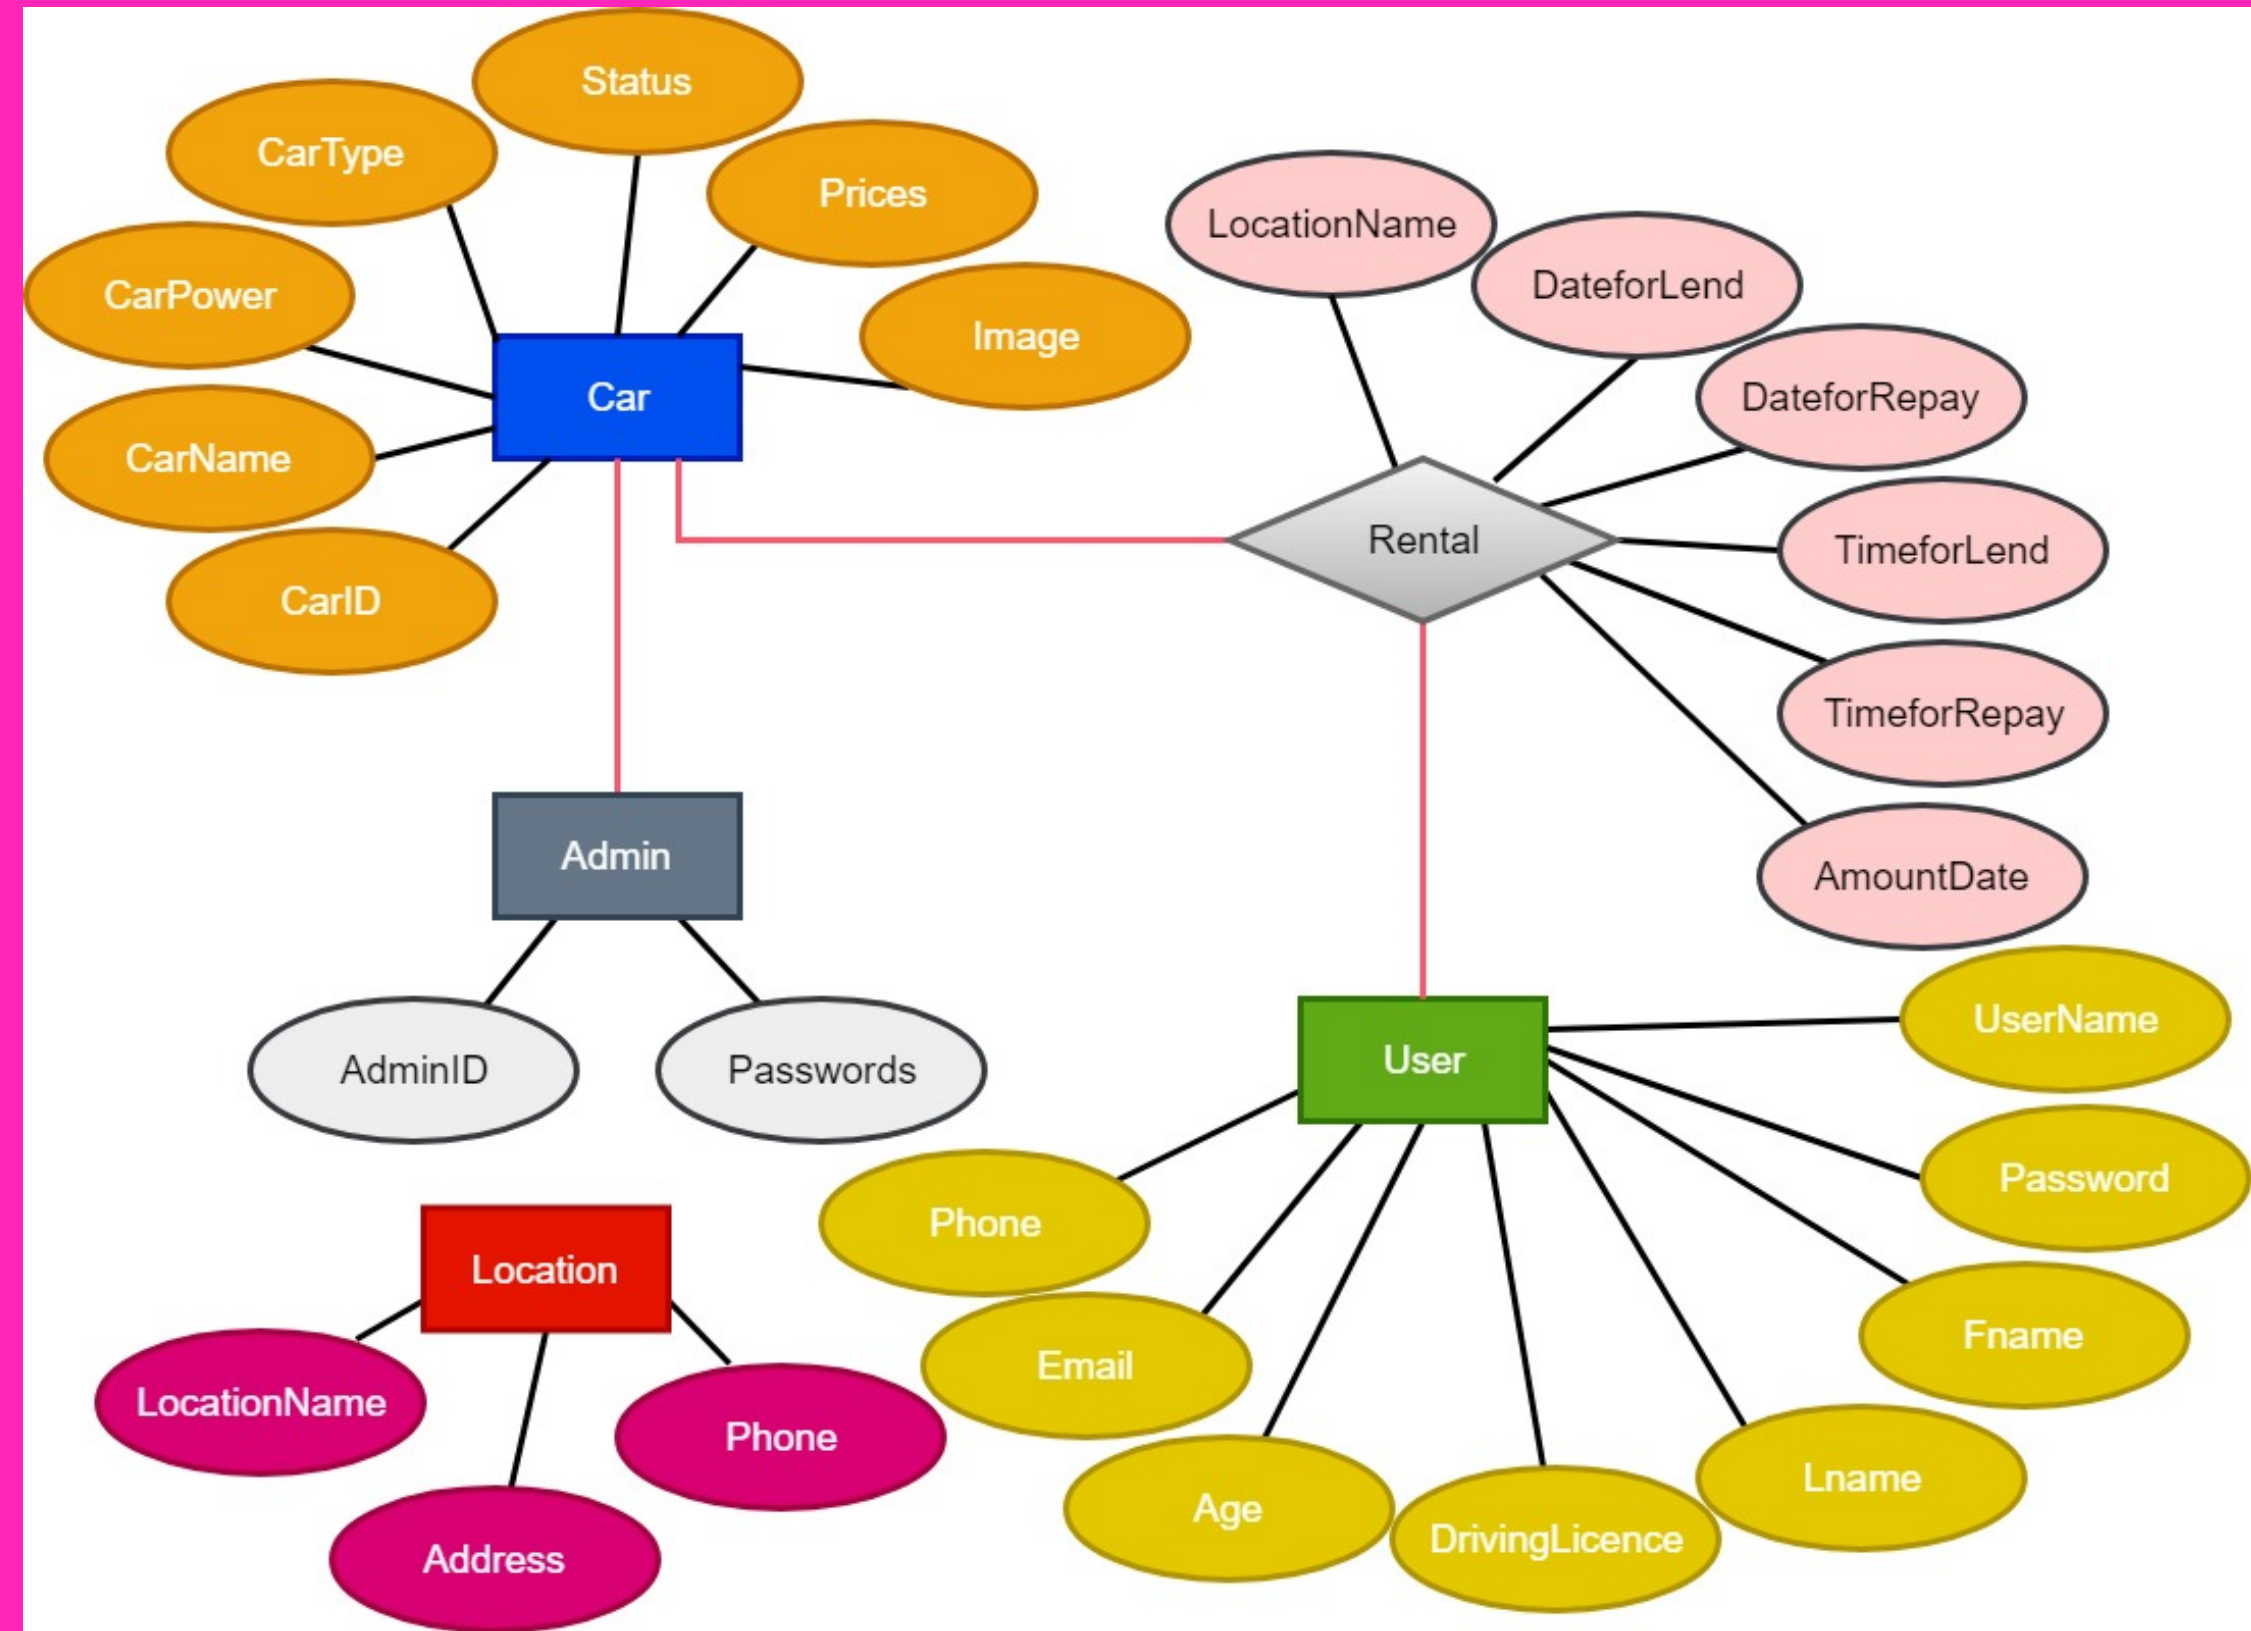 Status
CarType
Prices
LocationName
DateforLend
CarPower
Image
DateforRepay
Car
CarName
Rental
TimeforLend
CarID
TimeforRepay
Admin
AmountDate
UserName
User
AdminID
Passwords
Password
Phone
Location
Fname
Email
LocationName
Phone
Lname
Age
DrivingLicence
Address